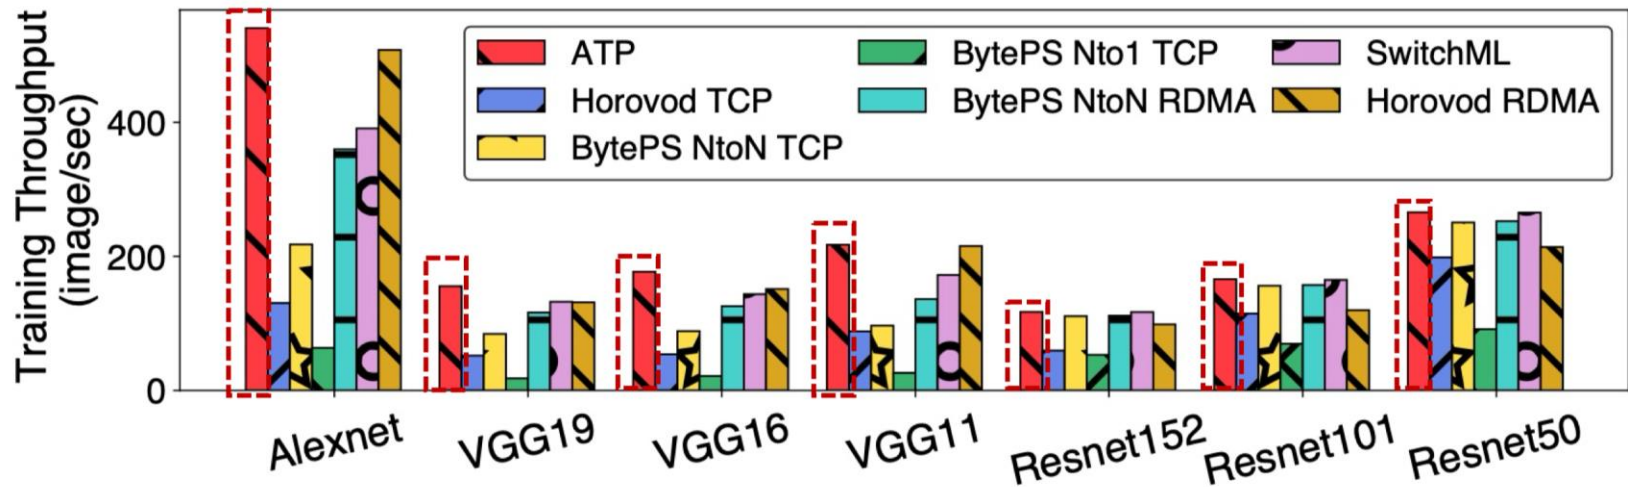 Training Throughput
(image/sec)
400
200
0
ATP
Horovod TCP
BytePS NtoN TCP
BytePS Nto1 TCP
BytePS NtoN RDMA
SwitchML
Horovod RDMA
Alexnet
VGG19
VGG16
VGG11
Resnet152
Resnet101
Resnet50